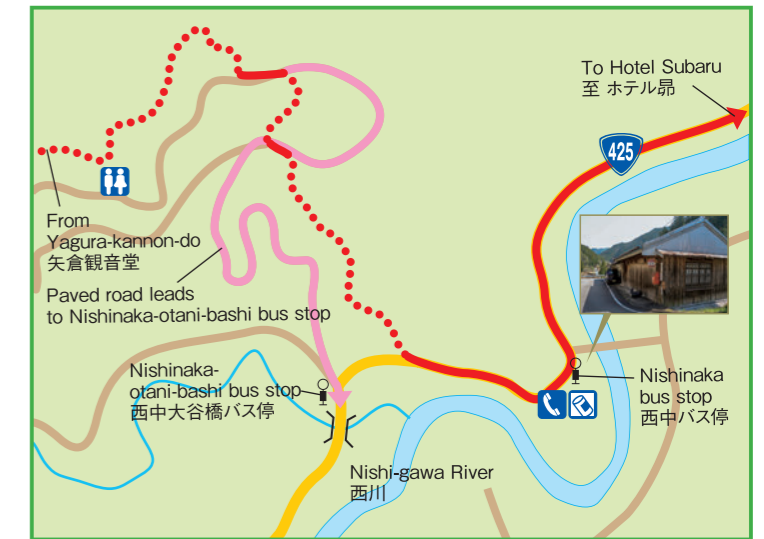 To Hotel Subaru
至 ホテル昴
425
From
Yagura-kannon-do
矢倉観音堂
Paved road leads
to Nishinaka-otani-bashi bus stop
Nishinaka-
otani-bashi bus stop
西中大谷橋バス停
Nishinaka
bus stop
西中バス停
Nishi-gawa River
西川